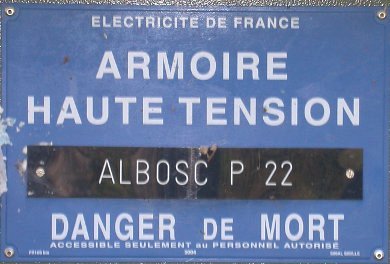 ELECTRICITE DE FRANCE
ARMOIRE
HAUTE TENSION
ALBOSC P 22
DANGER DE MORT
ACCESSIBLE SEULEMENT au PERSONNEL AUTORISE